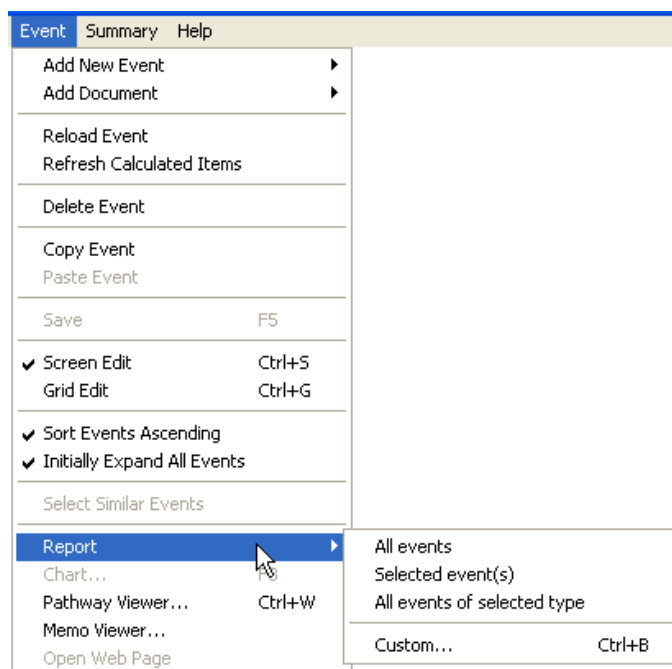 Event Summary Help
Add New Event
Add Document
Reload Event
Refresh Calculated Items
Delete Event
Copy Event
Paste Event
Save F5
Screen Edit Ctrl+S
Grid Edit Ctrl+G
Sort Events Ascending
Initially Expand All Events
Select Similar Events
Report
Chart...
Pathway Viewer... Ctrl+W
Memo Viewer...
Open Web Page
All events
Selected event(s)
All events of selected type
Custom... Ctrl+B